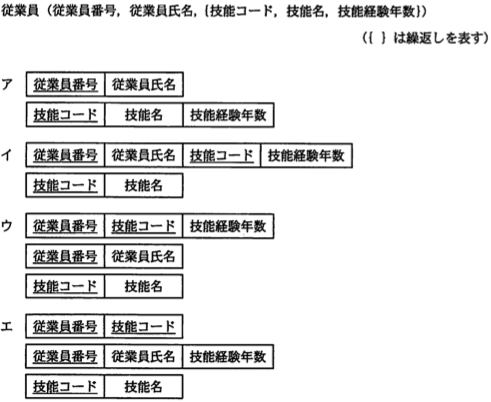 従業員（従業員番号，従業員氏名，{技能コード，技能名，技能経験年数}）
（{ }は繰返しを表す）
ア 従業員番号 従業員氏名
技能コード 技能名 技能経験年数
イ 従業員番号 従業員氏名 技能コード 技能経験年数
技能コード 技能名
ウ 従業員番号 技能コード 技能経験年数
従業員番号 従業員氏名
技能コード 技能名
エ 従業員番号 技能コード
従業員番号 従業員氏名 技能経験年数
技能コード 技能名